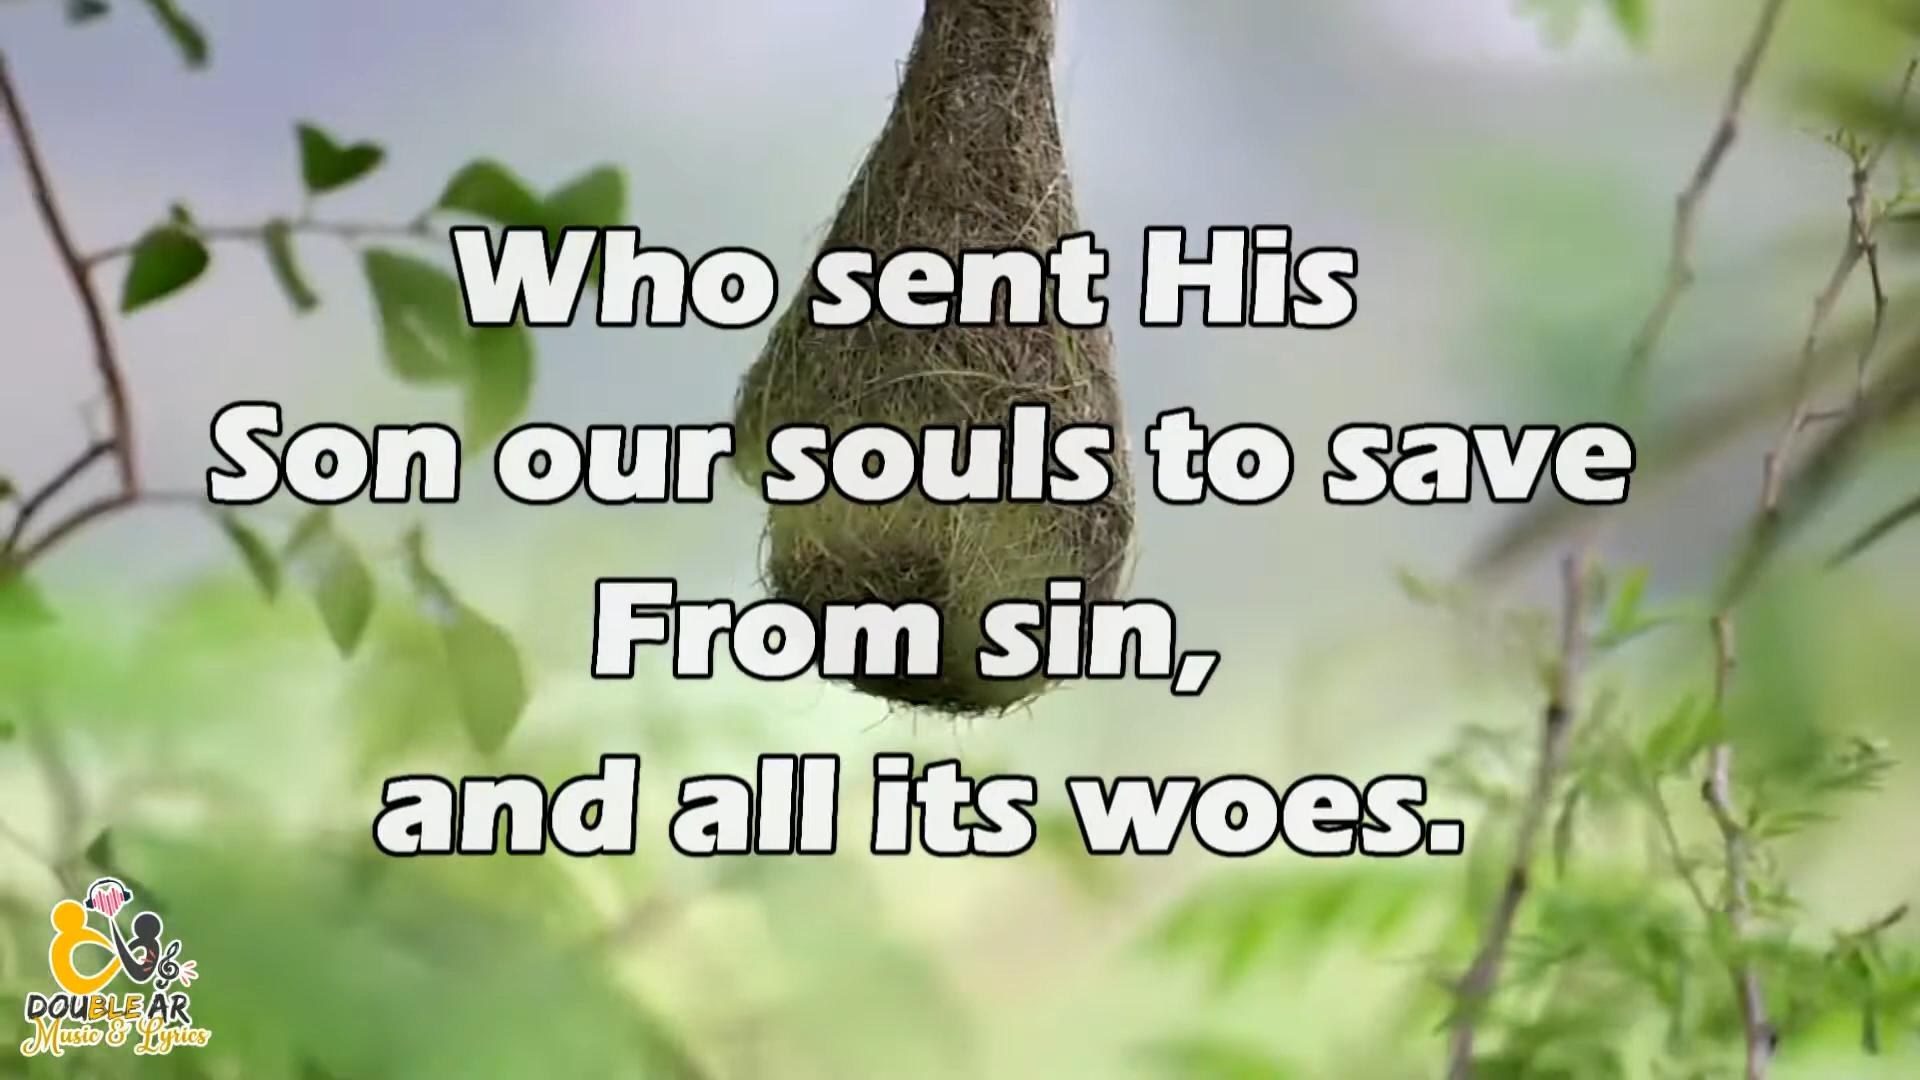 Who sent His
Son our souls to save
From sin,
and all its woes.
DOUBLE AR
Music & Lyrics